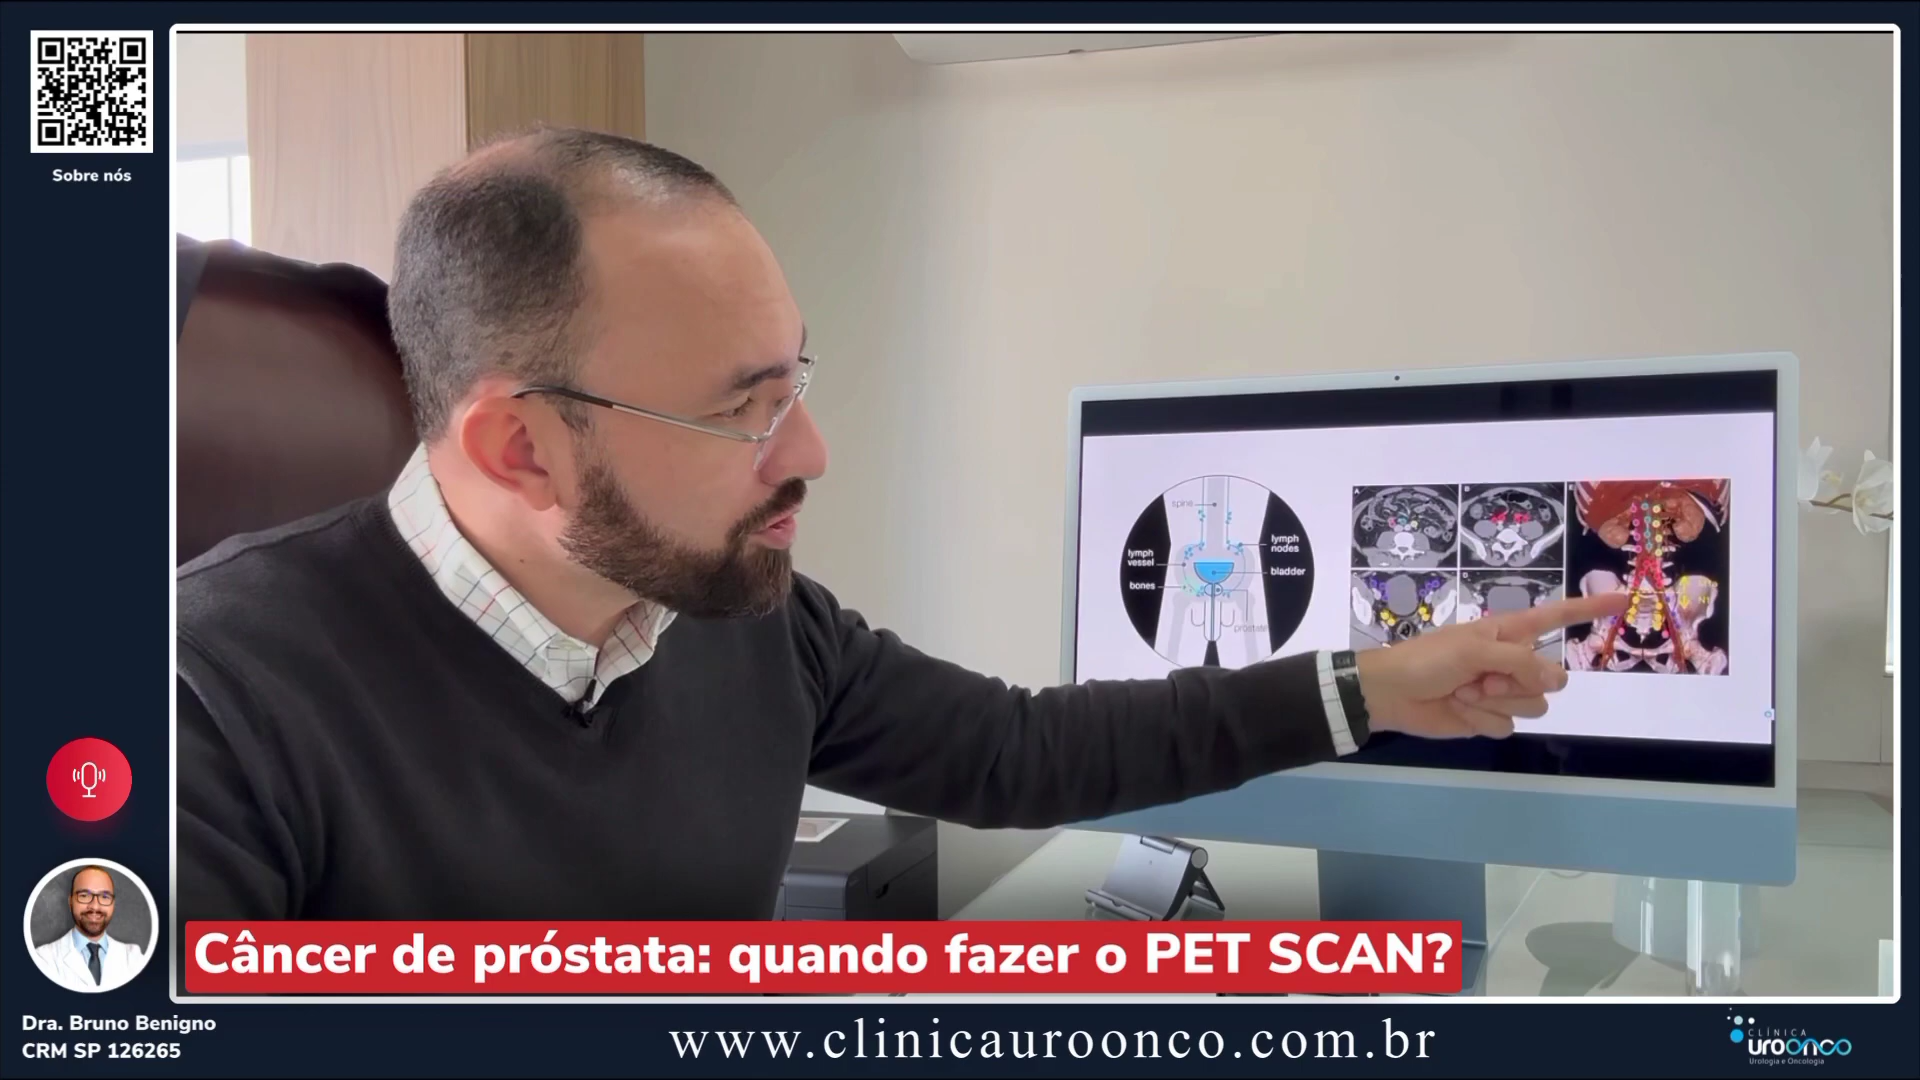 Sobre nós
spine
lymph
nodes
lymph
vessel
bladder
bones
prostate
A
B
E
D
N1
Câncer de próstata: quando fazer o PET SCAN?
Dra. Bruno Benigno
CRM SP 126265
www.clinicauroonco.com.br
CLÍNICA
uroonco
Urologia e Oncologia